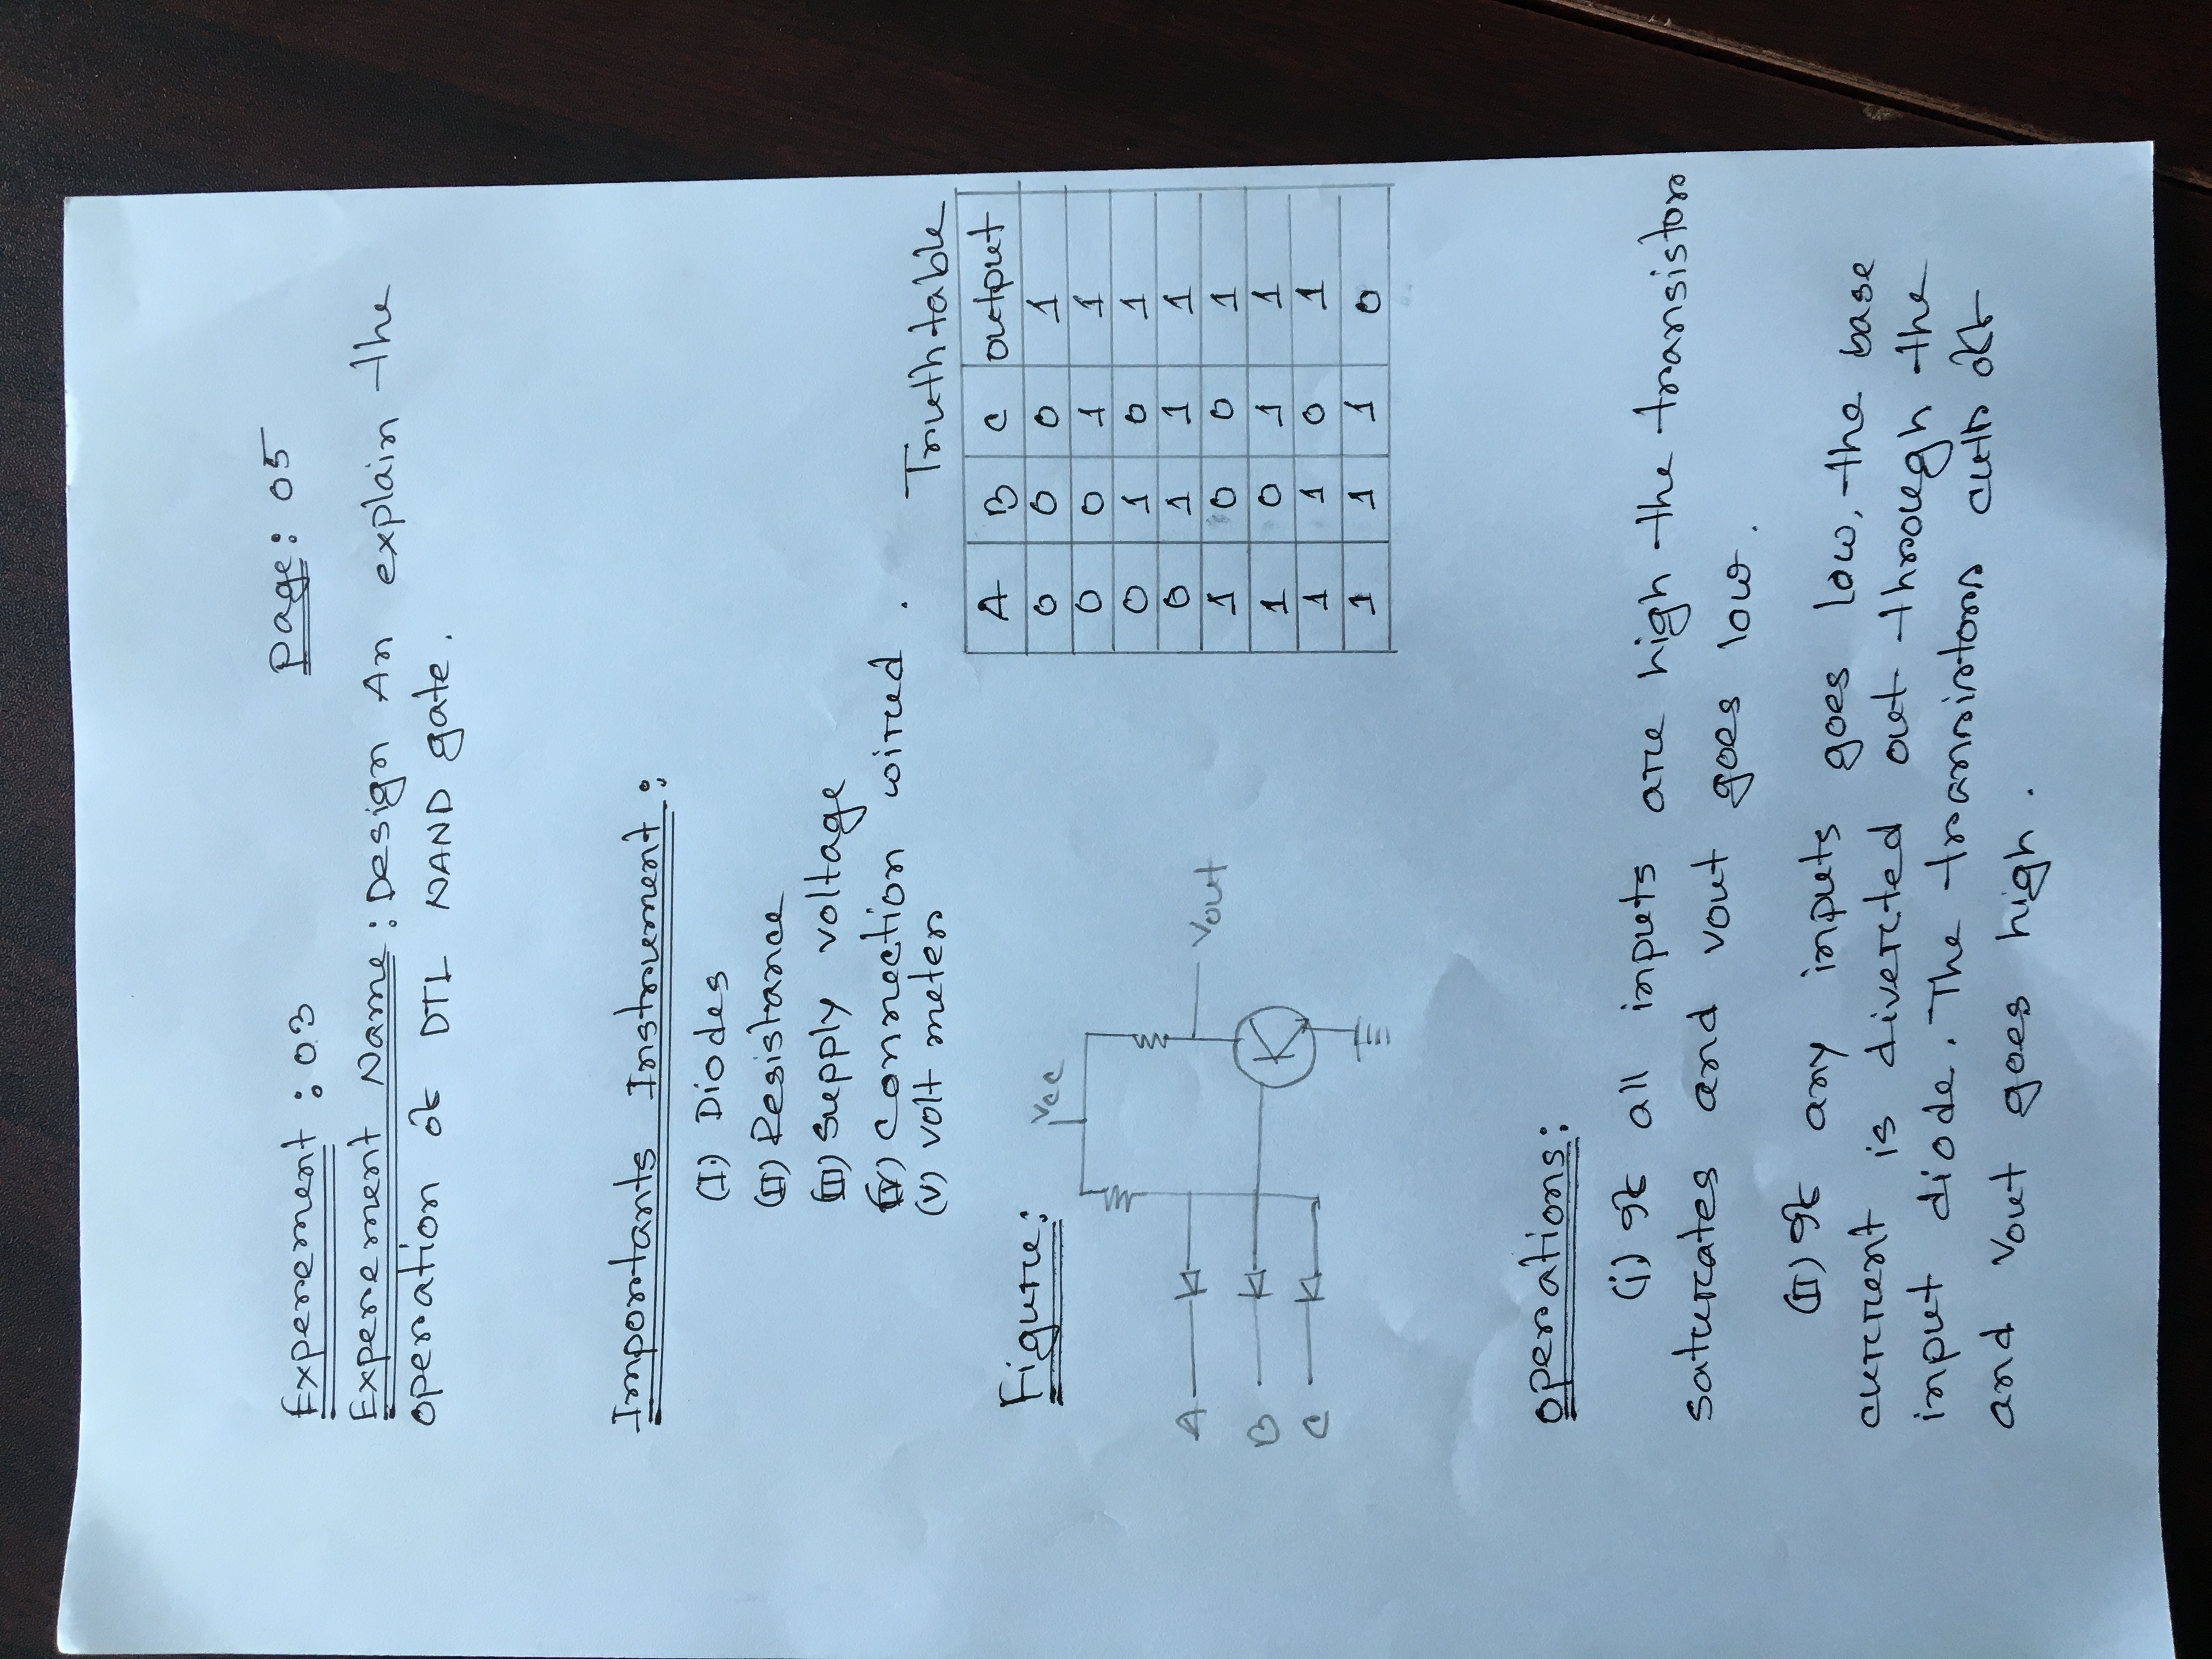 Experement : 03
page: 05
Experement Name: Design An explain the
operation of DTL NAND gate.
Importants Instrument:
(I) Diodes
(II) Resistance
(III) Supply voltage
(IV) Connection wired.
(V) Volt meter
Truth table
A B C output
0 0 0 1
0 0 1 1
0 1 0 1
0 1 1 1
1 0 0 1
1 0 1 1
1 1 0 1
1 1 1 0
Figure:
Vcc
A
Vout
B
C
operations:
(i) If all inputs are high the transistor
saturates and vout goes low.
(II) If any inputs goes low, the base
current is diverted out through the
input diode. The transistors cutts off
and Vout goes high.